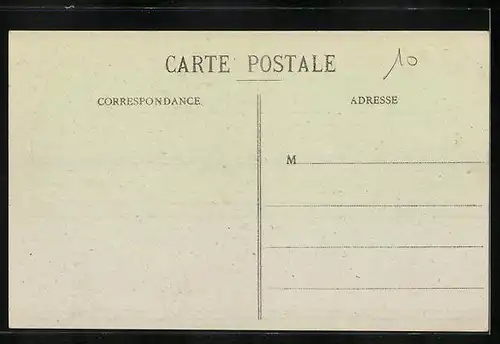 CARTE POSTALE
10
CORRESPONDANCE
ADRESSE
M